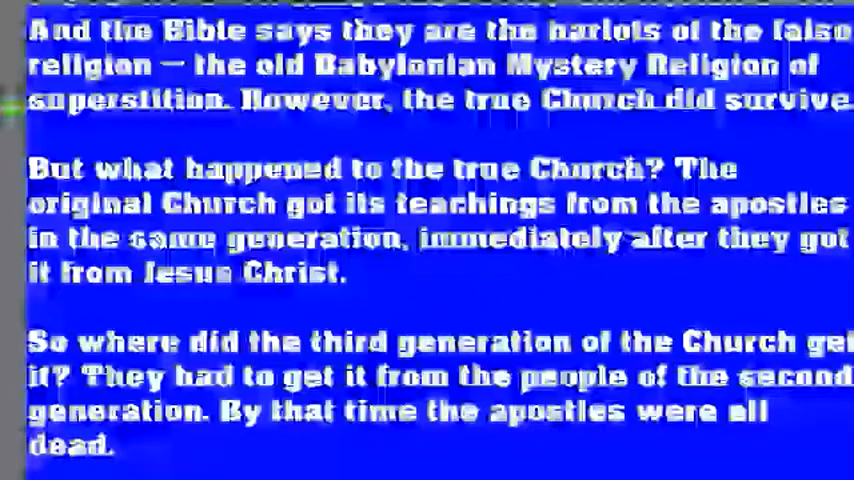 And the Bible says they are the harlots of the false
religion — the old Babylonian Mystery Religion of
superstition. However, the true Church did survive.
But what happened to the true Church? The
original Church got its teachings from the apostles
in the same generation, immediately after they got
it from Jesus Christ.
So where did the third generation of the Church get
it? They had to get it from the people of the second
generation. By that time the apostles were all
dead.